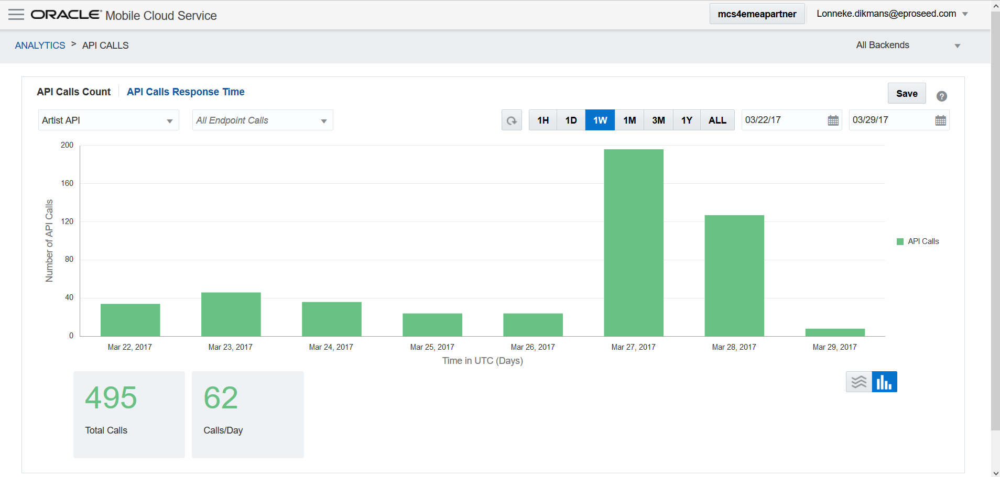 ORACLE® Mobile Cloud Service
mcs4emeapartner
Lonneke.dikmans@eproseed.com
ANALYTICS > API CALLS
All Backends
API Calls Count
API Calls Response Time
Save
?
Artist API
All Endpoint Calls
1H 1D 1W 1M 3M 1Y ALL
03/22/17
03/29/17
200
160
120
80
40
0
Number of API Calls
API Calls
Mar 22, 2017 Mar 23, 2017 Mar 24, 2017 Mar 25, 2017 Mar 26, 2017 Mar 27, 2017 Mar 28, 2017 Mar 29, 2017
Time in UTC (Days)
495
Total Calls
62
Calls/Day